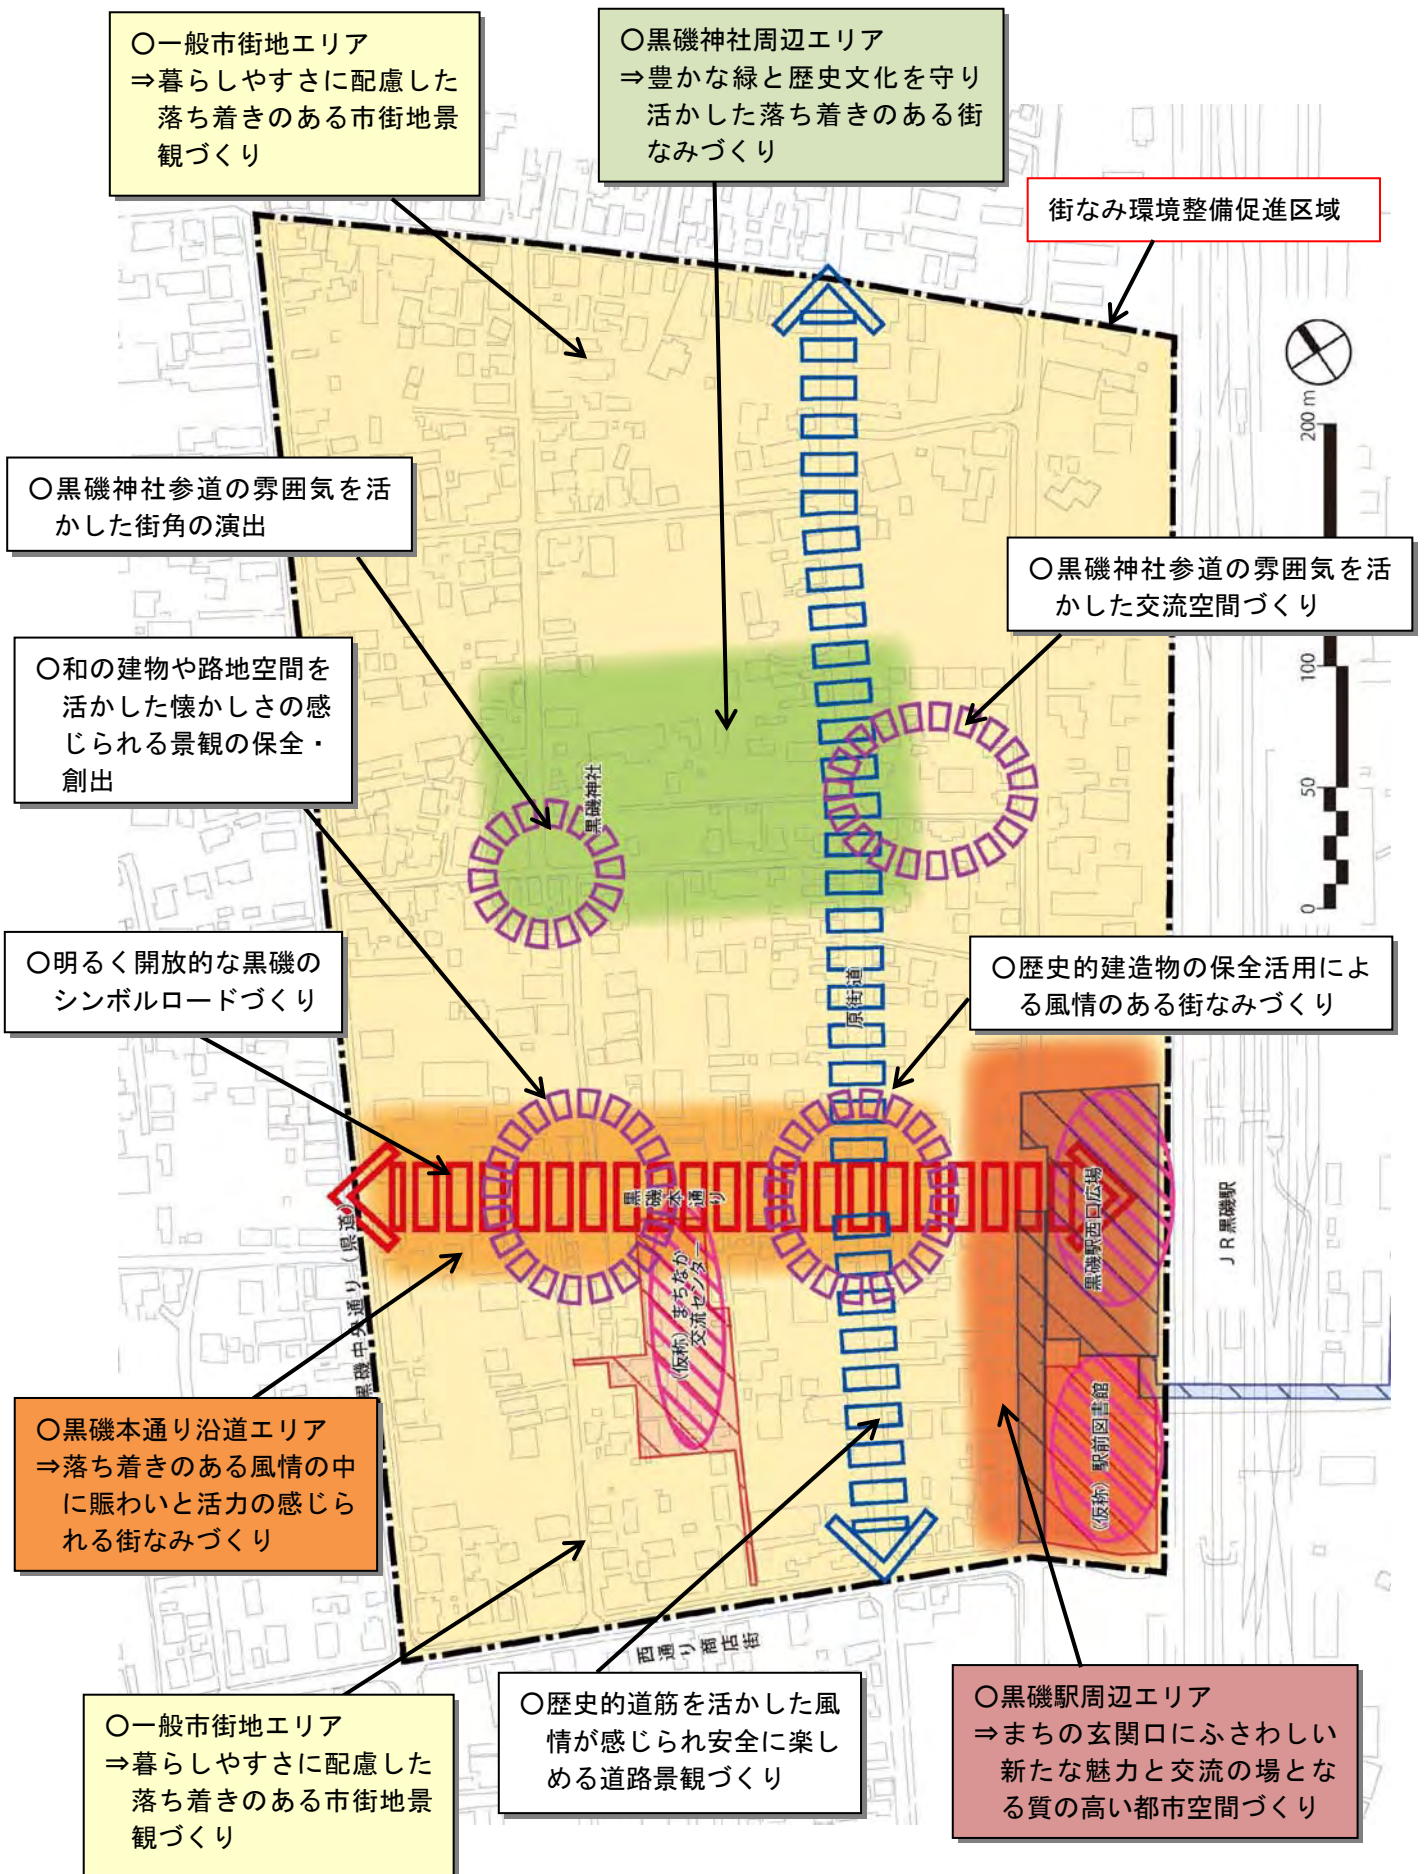 〇一般市街地エリア
⇒暮らしやすさに配慮した
落ち着きのある市街地景
観づくり
〇黒磯神社周辺エリア
⇒豊かな緑と歴史文化を守り
活かした落ち着きのある街
なみづくり
街なみ環境整備促進区域
200 m
100
50
0
〇黒磯神社参道の雰囲気を活
かした街角の演出
〇黒磯神社参道の雰囲気を活
かした交流空間づくり
〇和の建物や路地空間を
活かした懐かしさの感
じられる景観の保全・
創出
黒磯神社
〇明るく開放的な黒磯の
シンボルロードづくり
〇歴史的建造物の保全活用によ
る風情のある街なみづくり
原街道
黒磯本通り
黒磯中央通り（県道）
（仮称）まちなか
交流センター
黒磯駅西口広場
ＪＲ黒磯駅
（仮称）駅前図書館
〇黒磯本通り沿道エリア
⇒落ち着きのある風情の中
に賑わいと活力の感じら
れる街なみづくり
西通り商店街
〇一般市街地エリア
⇒暮らしやすさに配慮した
落ち着きのある市街地景
観づくり
〇歴史的道筋を活かした風
情が感じられ安全に楽し
める道路景観づくり
〇黒磯駅周辺エリア
⇒まちの玄関口にふさわしい
新たな魅力と交流の場とな
る質の高い都市空間づくり